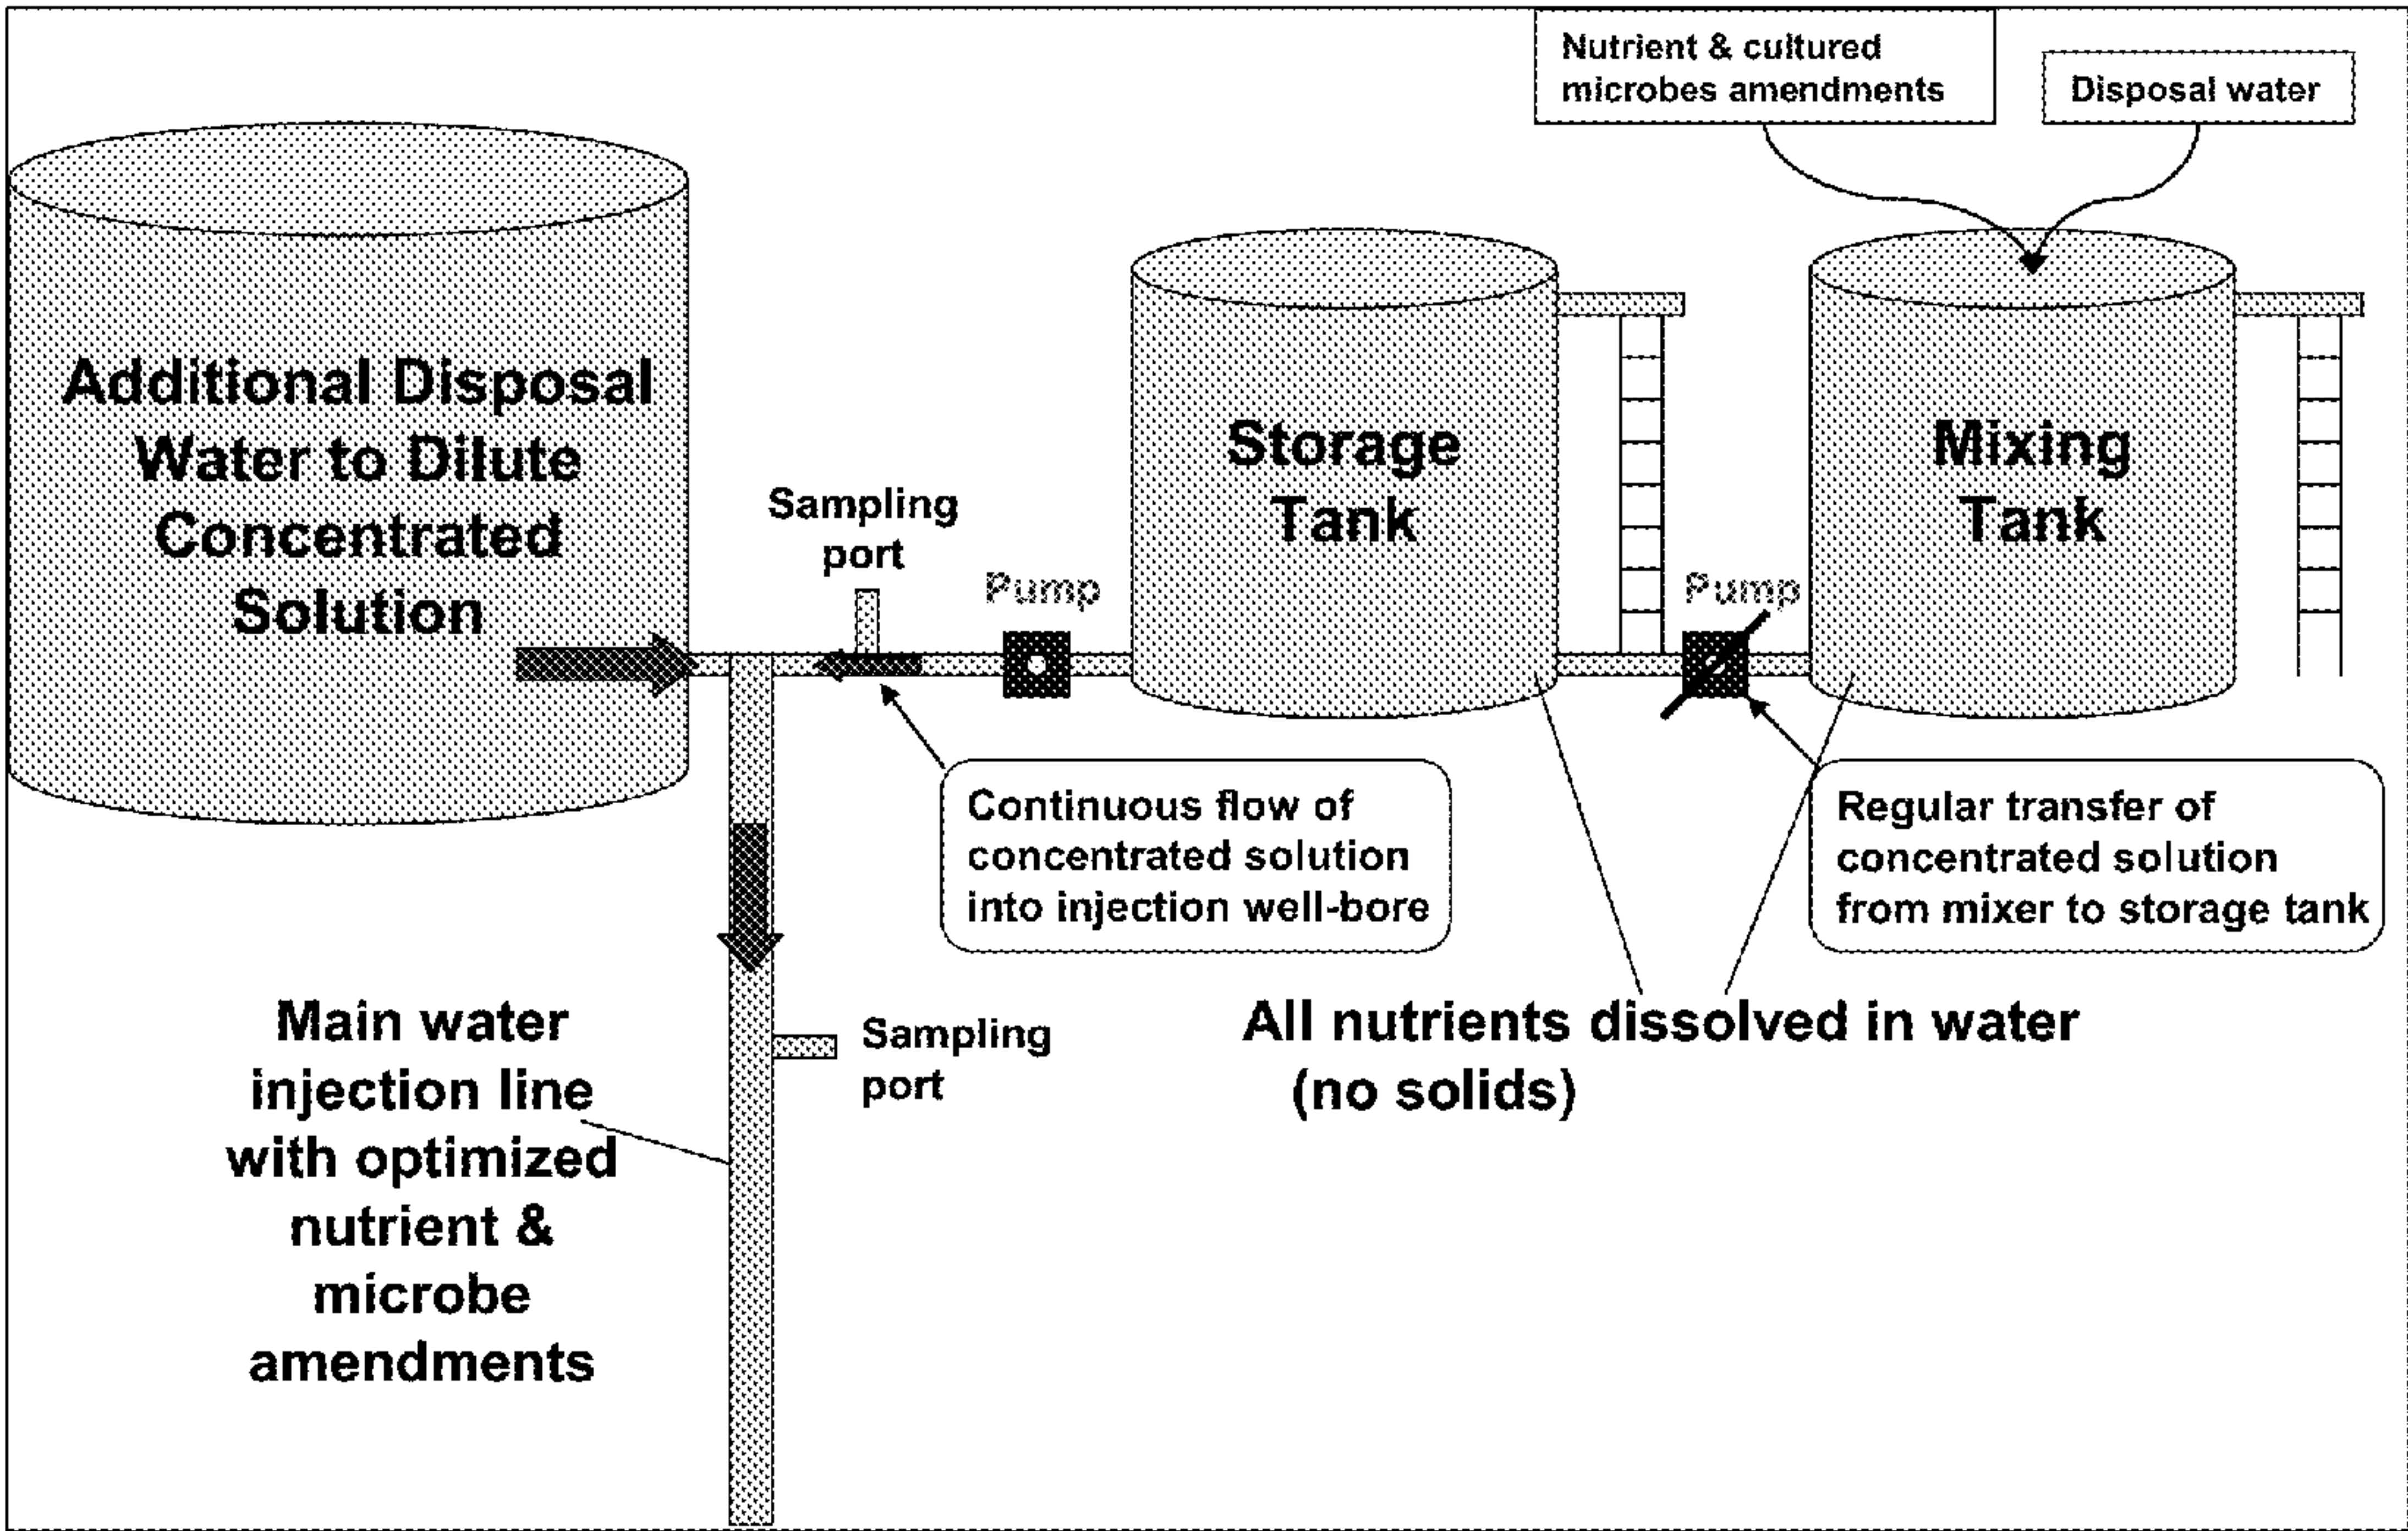 Nutrient & cultured
microbes amendments
Disposal water
Additional Disposal
Water to Dilute
Concentrated
Solution
Sampling
port
Pump
Storage
Tank
Pump
Mixing
Tank
Continuous flow of
concentrated solution
into injection well-bore
Regular transfer of
concentrated solution
from mixer to storage tank
Main water
injection line
with optimized
nutrient &
microbe
amendments
Sampling
port
All nutrients dissolved in water
(no solids)